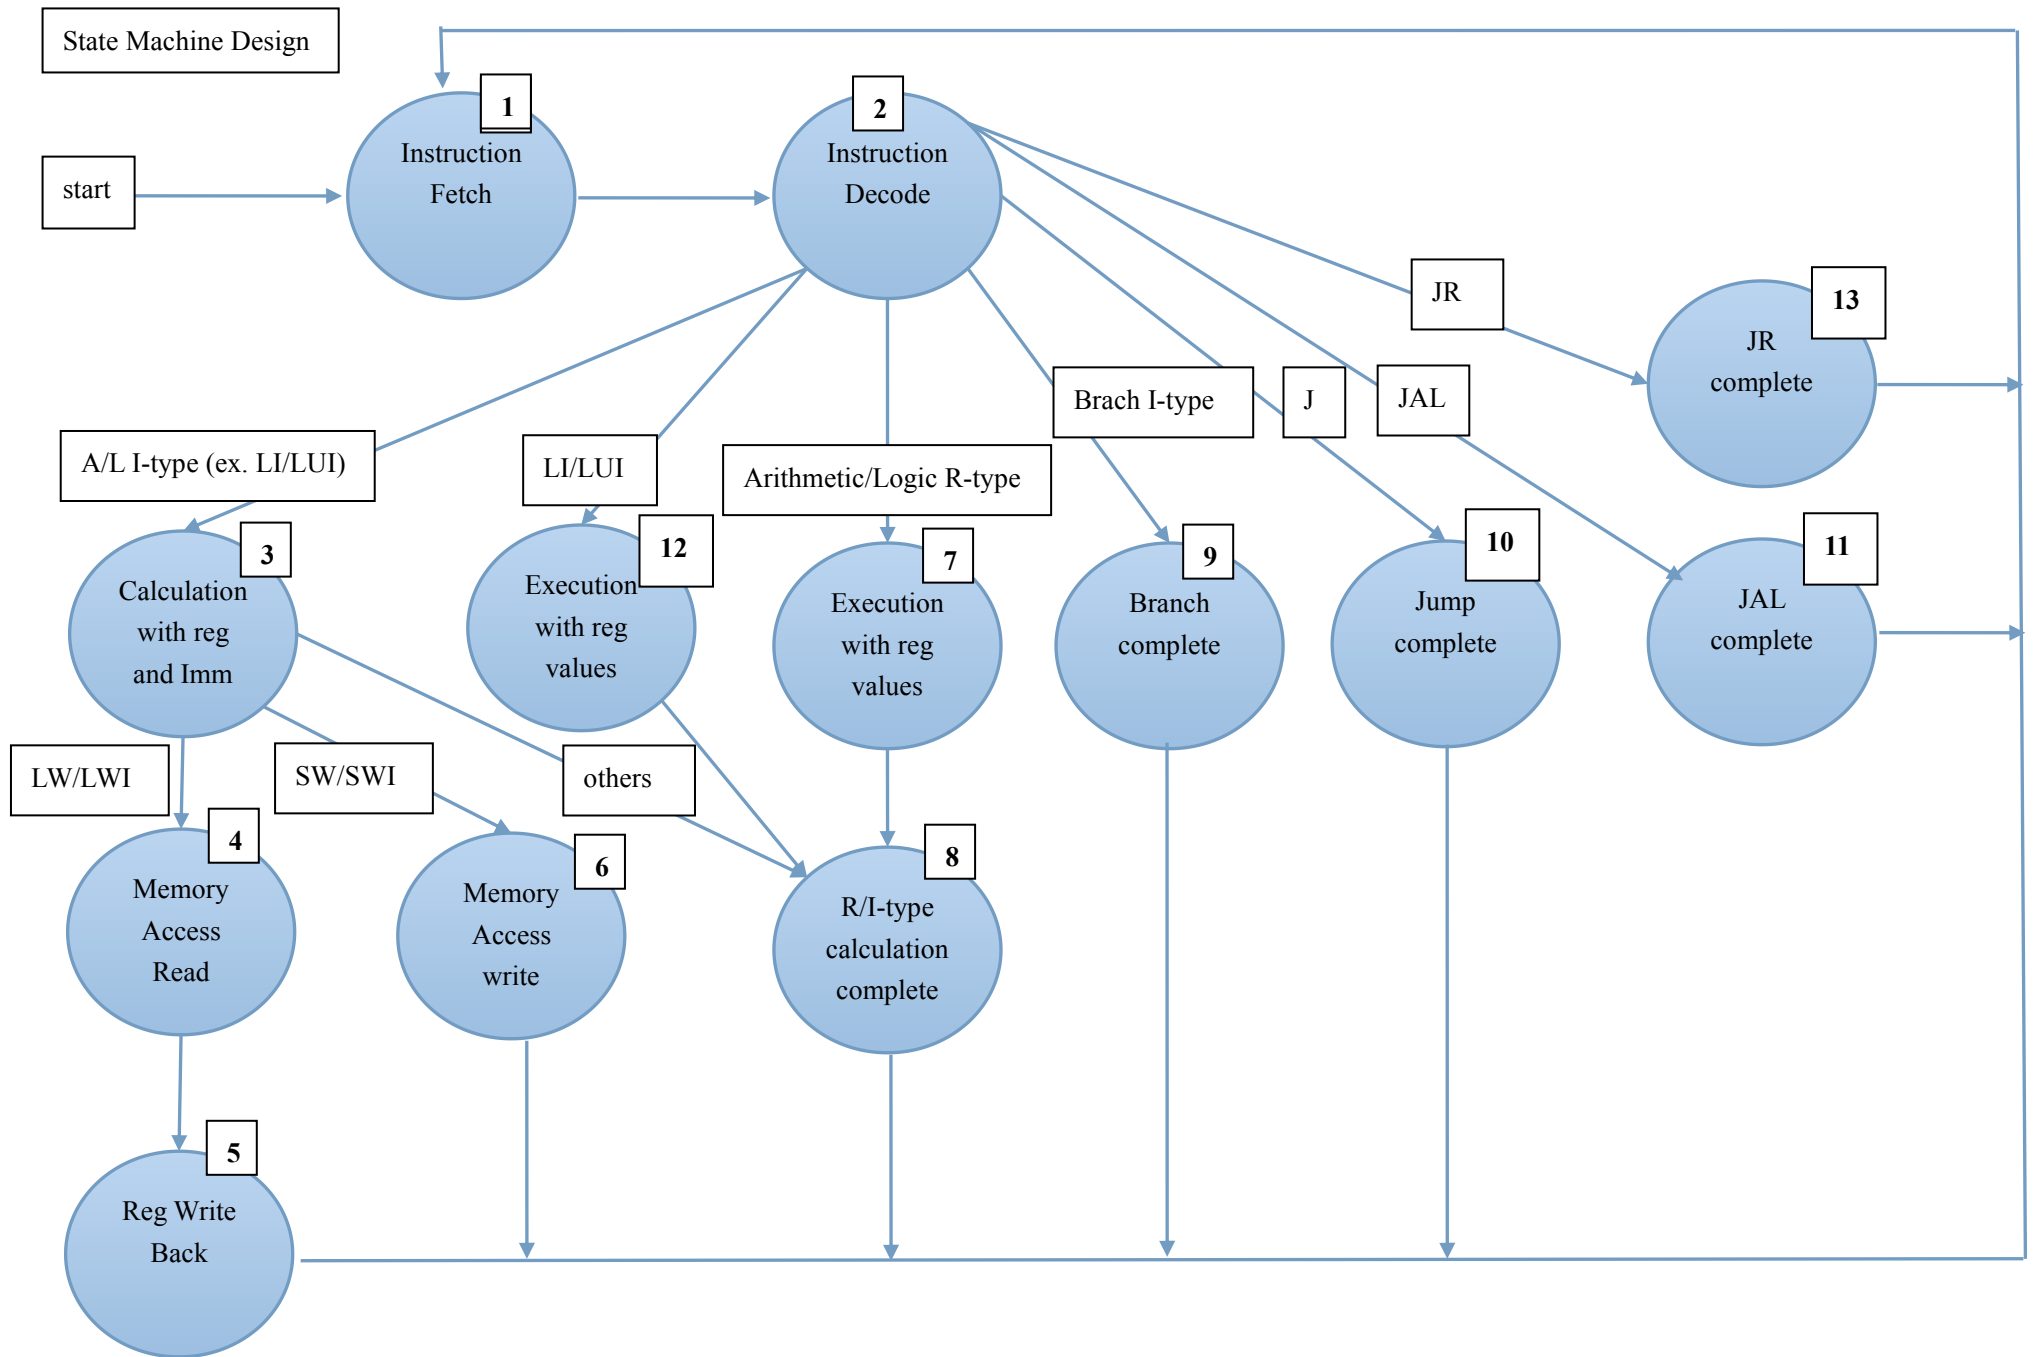 State Machine Design
start
1
Instruction
Fetch
2
Instruction
Decode
JR
13
JR
complete
Brach I-type
J
JAL
A/L I-type (ex. LI/LUI)
LI/LUI
Arithmetic/Logic R-type
3
Calculation
with reg
and Imm
12
Execution
with reg
values
7
Execution
with reg
values
9
Branch
complete
10
Jump
complete
11
JAL
complete
LW/LWI
SW/SWI
others
4
Memory
Access
Read
6
Memory
Access
write
8
R/I-type
calculation
complete
5
Reg Write
Back